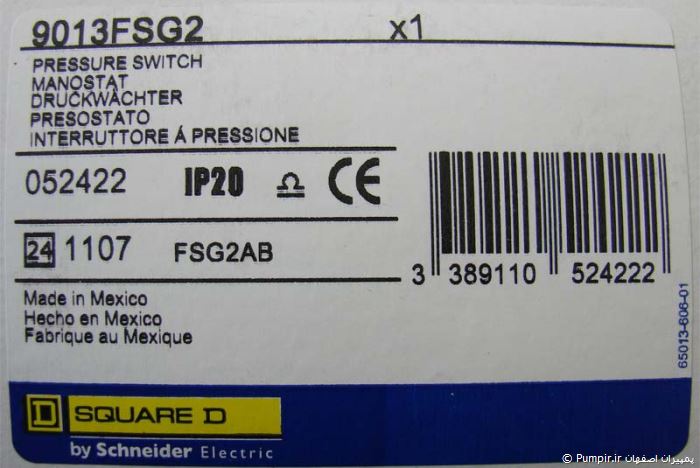 9013FSG2 x1
PRESSURE SWITCH
MANOSTAT
DRUCKWÄCHTER
PRESOSTATO
INTERRUTTORE Á PRESSIONE
052422 IP20 CE
24 1107 FSG2AB
3 389110 524222
65013-606-01
Made in Mexico
Hecho en Mexico
Fabrique au Mexique
D SQUARE D
by Schneider Electric
© Pumpir.ir پمپیران اصفهان